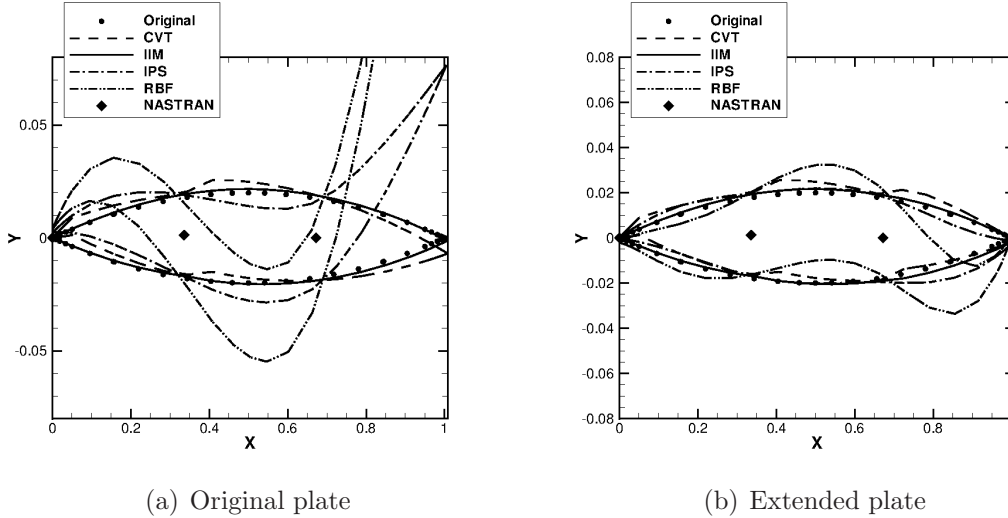 Original
CVT
IIM
IPS
RBF
NASTRAN
0.05
0
-0.05
Y
0 0.2 0.4 0.6 0.8 1
X
(a) Original plate
Original
CVT
IIM
IPS
RBF
NASTRAN
0.08
0.06
0.04
0.02
0
-0.02
-0.04
-0.06
-0.08
Y
0 0.2 0.4 0.6 0.8
X
(b) Extended plate